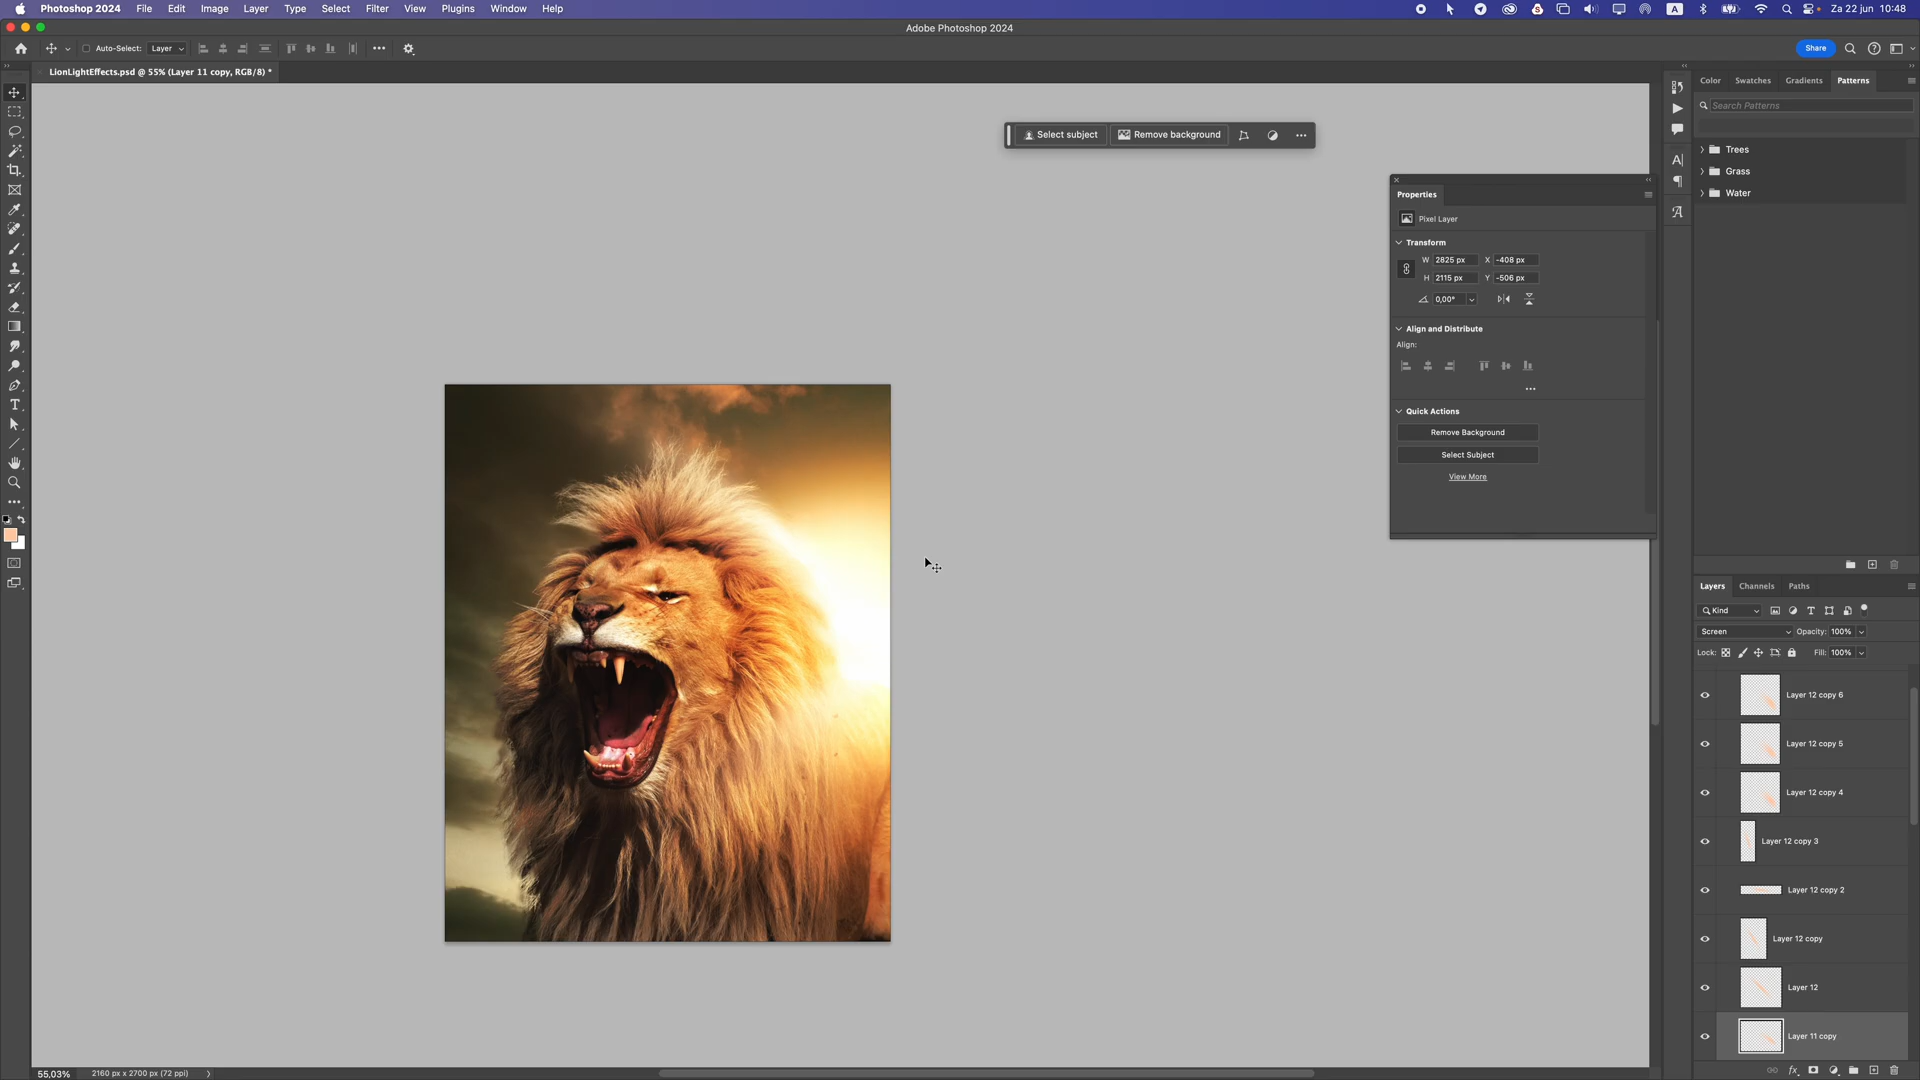 Photoshop 2024 File Edit Image Layer Type Select Filter View Plugins Window Help
A Za 22 jun 10:48
Adobe Photoshop 2024
Auto-Select: Layer
Share
LionLightEffects.psd @ 55% (Layer 11 copy, RGB/8) *
Color Swatches Gradients Patterns
Search Patterns
Select subject Remove background
Trees
Grass
Water
Properties
Pixel Layer
Transform
W 2825 px X -408 px
H 2115 px Y -506 px
0,00°
Align and Distribute
Align:
Quick Actions
Remove Background
Select Subject
View More
Layers Channels Paths
Kind
Screen Opacity: 100%
Lock: Fill: 100%
Layer 12 copy 6
Layer 12 copy 5
Layer 12 copy 4
Layer 12 copy 3
Layer 12 copy 2
Layer 12 copy
Layer 12
Layer 11 copy
55,03% 2160 px x 2700 px (72 ppi)